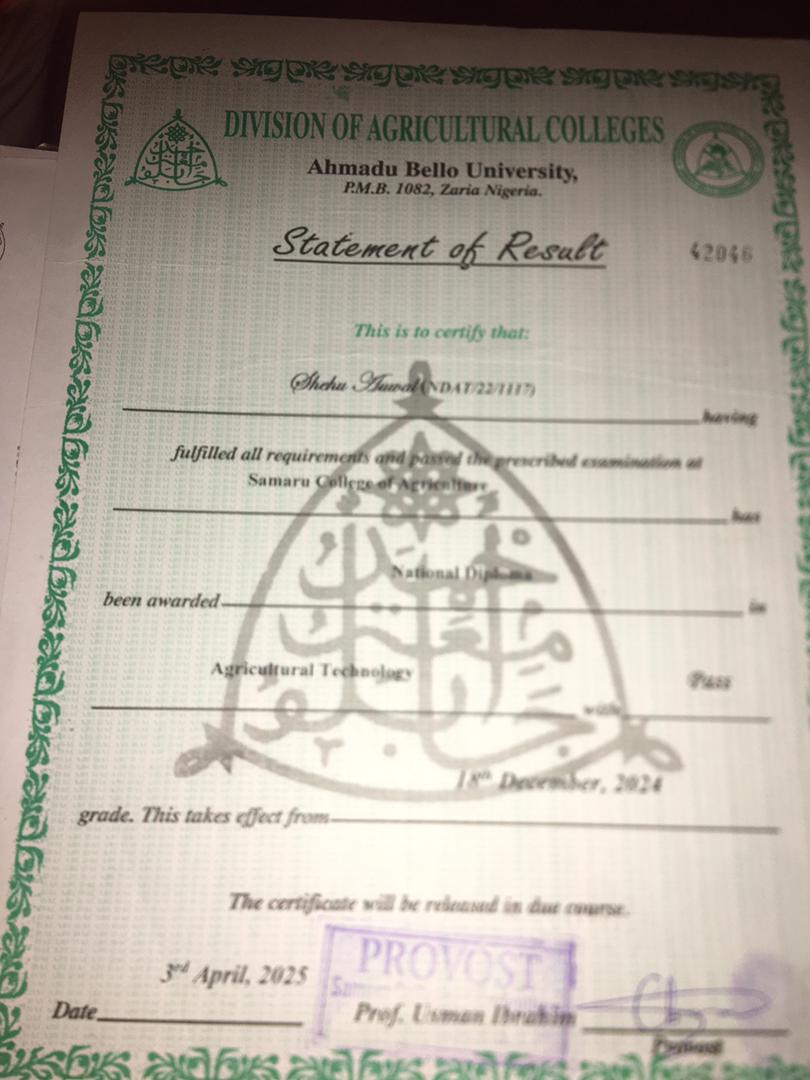 DIVISION OF AGRICULTURAL COLLEGES
Ahmadu Bello University,
P.M.B. 1082, Zaria Nigeria.
Statement of Result
42046
This is to certify that:
Shehu Auwal (NDAT/22/1117)
having
fulfilled all requirements and passed the prescribed examination at
Samaru College of Agriculture
has
National Diploma
been awarded in
Agricultural Technology Pass
with
18th December, 2024
grade. This takes effect from
The certificate will be released in due course.
PROVOST
3rd April, 2025
Date Prof. Usman Ibrahim
Provost